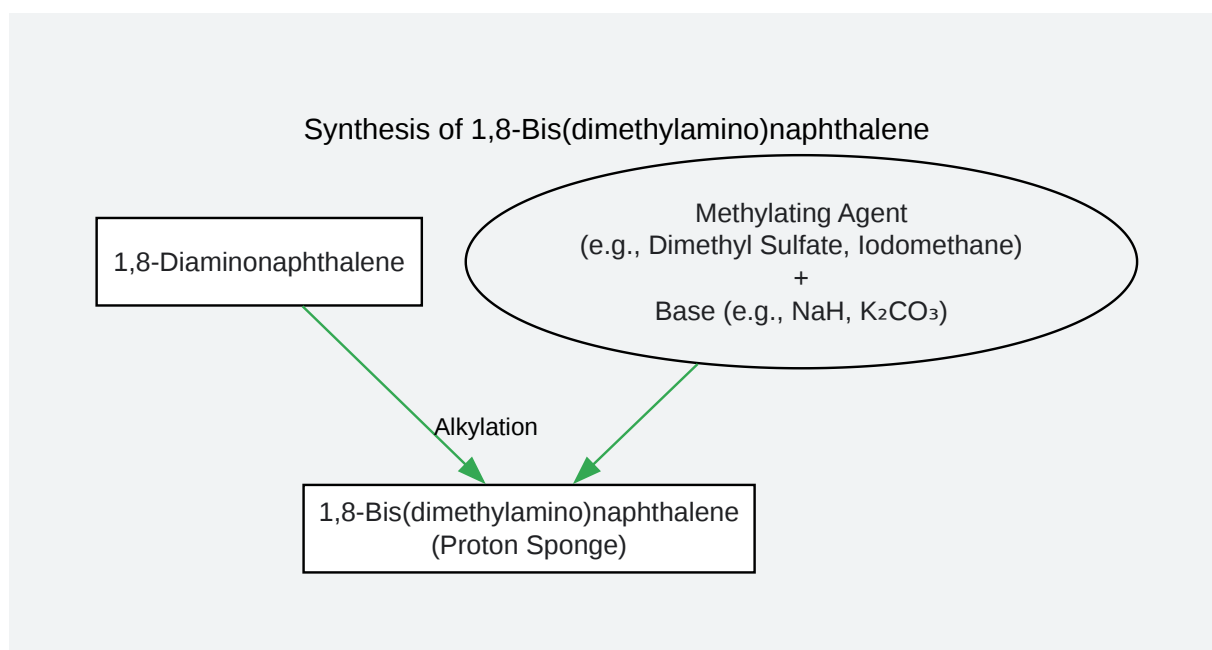 Synthesis of 1,8-Bis(dimethylamino)naphthalene
1,8-Diaminonaphthalene
Methylating Agent
(e.g., Dimethyl Sulfate, Iodomethane)
+
Base (e.g., NaH, K₂CO₃)
Alkylation
1,8-Bis(dimethylamino)naphthalene
(Proton Sponge)